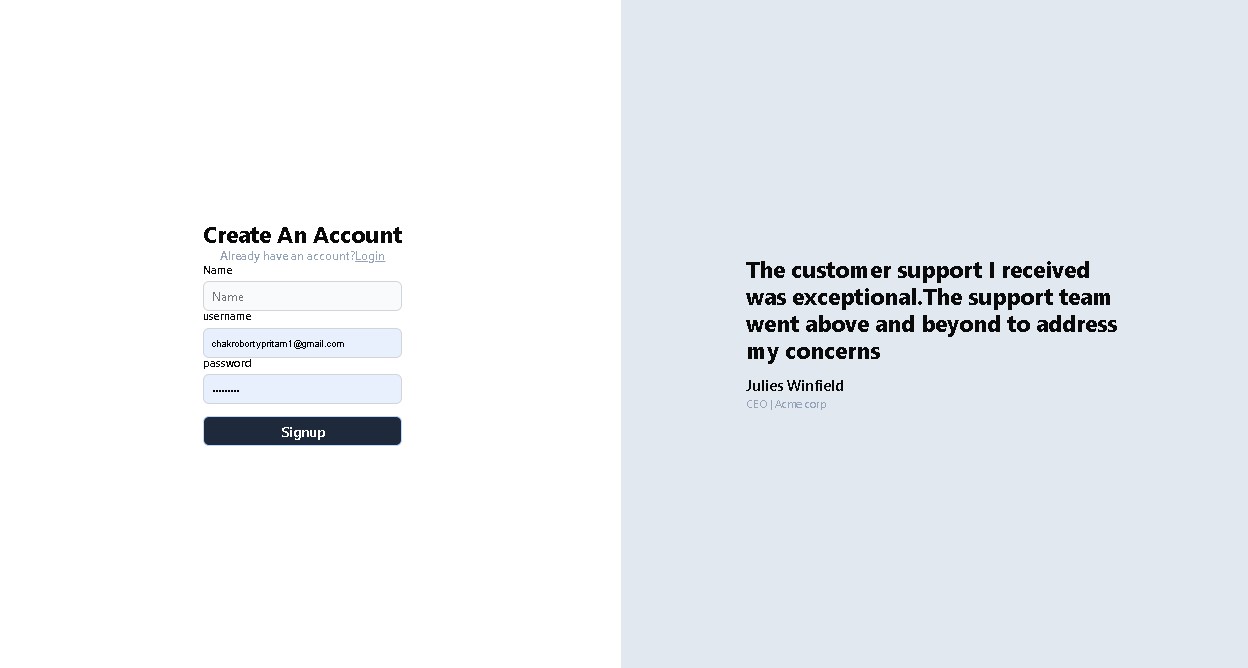 Create An Account
Already have an account?Login
Name
Name
username
chakrobortypritam1@gmail.com
password
•••••••••
Signup
The customer support I received
was exceptional.The support team
went above and beyond to address
my concerns
Julies Winfield
CEO | Acme corp